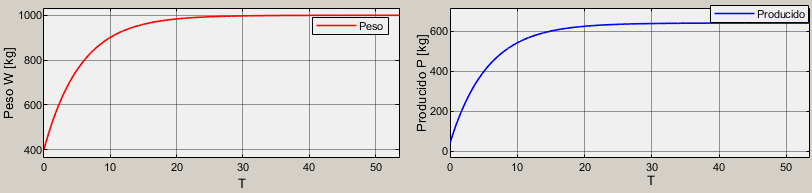 Peso W [kg]
1000
800
600
400
0 10 20 30 40 50
T
Peso
Producido P [kg]
600
400
200
0
0 10 20 30 40 50
T
Producido